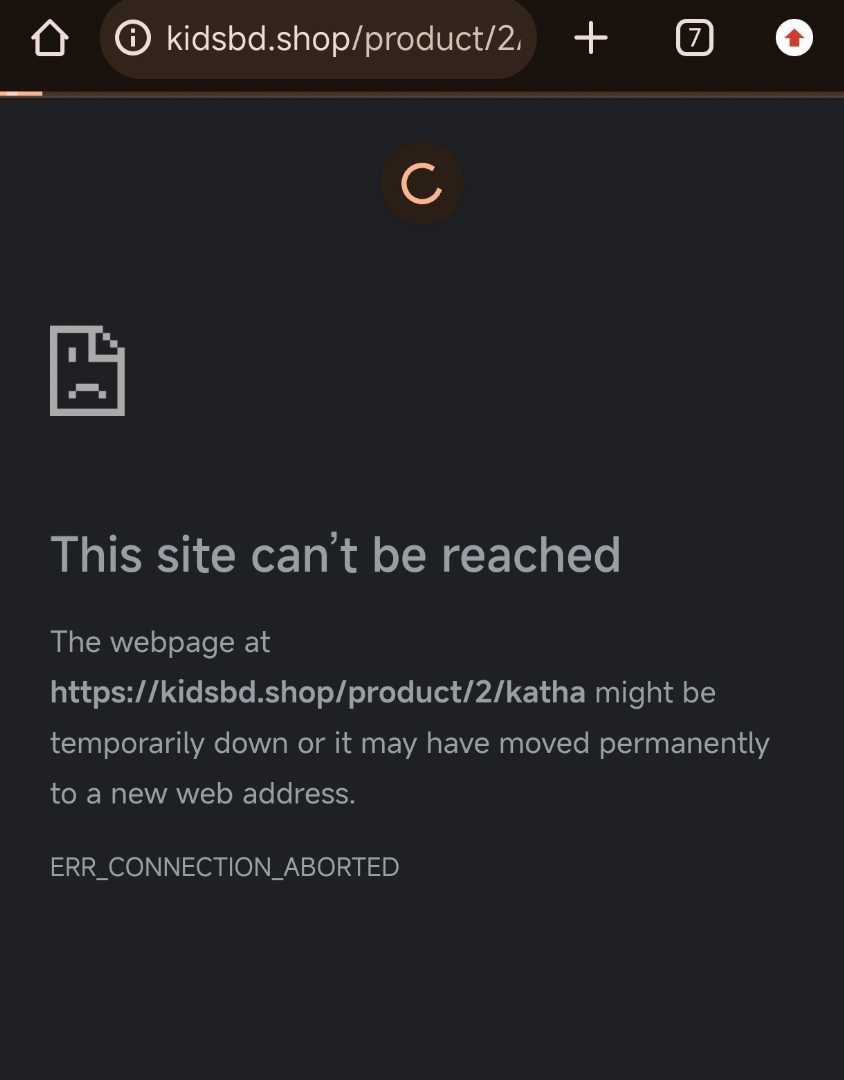 kidsbd.shop/product/2/
7
This site can't be reached
The webpage at
https://kidsbd.shop/product/2/katha might be
temporarily down or it may have moved permanently
to a new web address.
ERR_CONNECTION_ABORTED